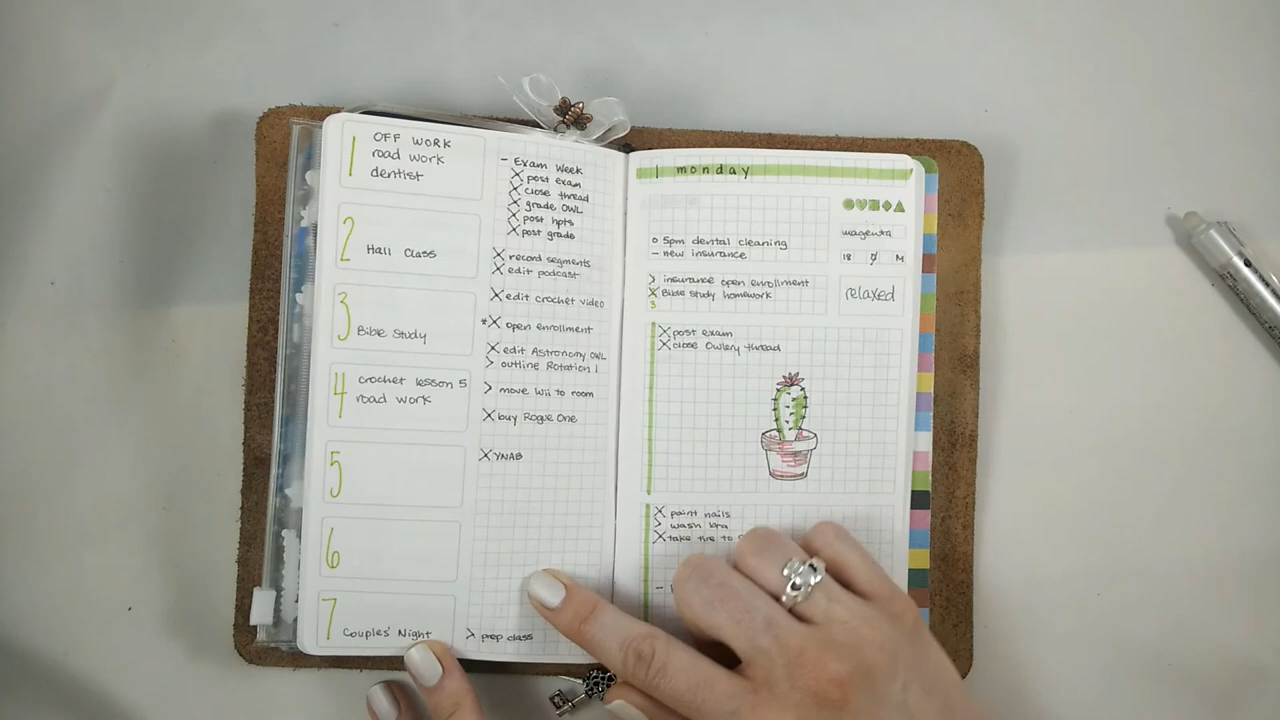 1
OFF WORK
road work
dentist
2
Hall Class
3
Bible Study
4
crochet lesson 5
road work
5
6
7
Couples' Night
- Exam Week
X post exam
X close thread
X grade OWL
X post hpts
X post grade
X record segments
X edit podcast
X edit crochet video
*X open enrollment
X edit Astronomy OWL
> outline Rotation 1
> move Wii to room
X buy Rogue One
X YNAB
> prep class
1 monday
o 5pm dental cleaning
- new insurance
magenta
18
M
> insurance open enrollment
X Bible Study homework
3
relaxed
X post exam
X close Owlery thread
X paint nails
> wash bra
X take tire to
-